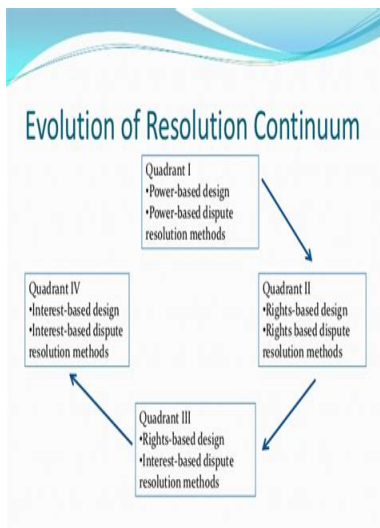 Evolution of Resolution Continuum
Quadrant I
•Power-based design
•Power-based dispute
resolution methods
Quadrant II
•Rights-based design
•Rights based dispute
resolution methods
Quadrant III
•Rights-based design
•Interest-based dispute
resolution methods
Quadrant IV
•Interest-based design
•Interest-based dispute
resolution methods